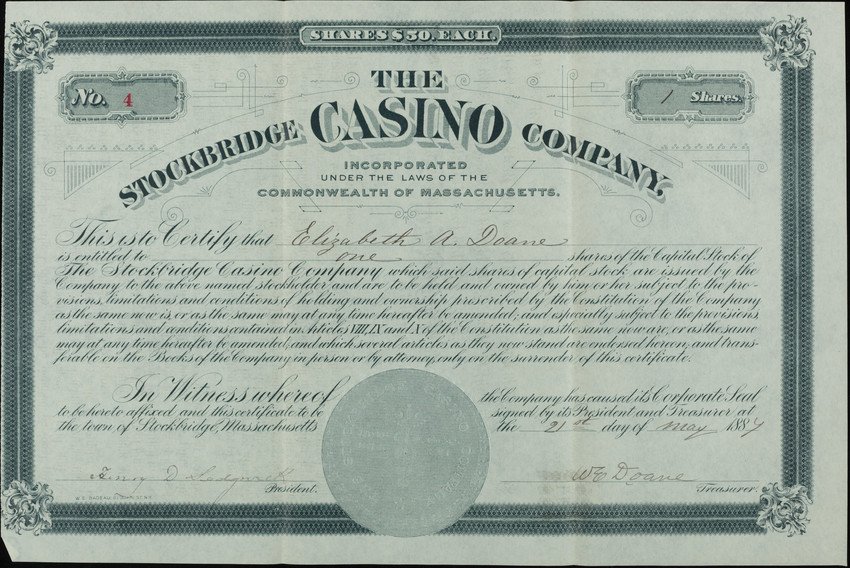 SHARES $50. EACH.
No. 4
1 Shares.
THE
STOCKBRIDGE CASINO COMPANY.
INCORPORATED
UNDER THE LAWS OF THE
COMMONWEALTH OF MASSACHUSETTS.
This is to Certify that Elizabeth A. Doane
is entitled to one shares of the Capital Stock of
The Stockbridge Casino Company which said shares of capital stock are issued by the
Company to the above named stockholder and are to be held and owned by him or her subject to the pro-
visions, limitations and conditions of holding and ownership prescribed by the Constitution of the Company
as the same now is, or as the same may at any time hereafter be amended, and especially subject to the provisions,
limitations and conditions contained in Articles VIII, IX and X of the Constitution as the same now are, or as the same
may at any time hereafter be amended, and which several articles as they now stand are endorsed hereon, and trans-
ferable on the Books of the Company in person or by attorney, only on the surrender of this certificate.
In Witness whereof the Company has caused its Corporate Seal
to be hereto affixed and this certificate to be signed by its President and Treasurer at
the town of Stockbridge, Massachusetts the 21st day of May 1887
Henry D. Sedgwick President.
W E Doane Treasurer.